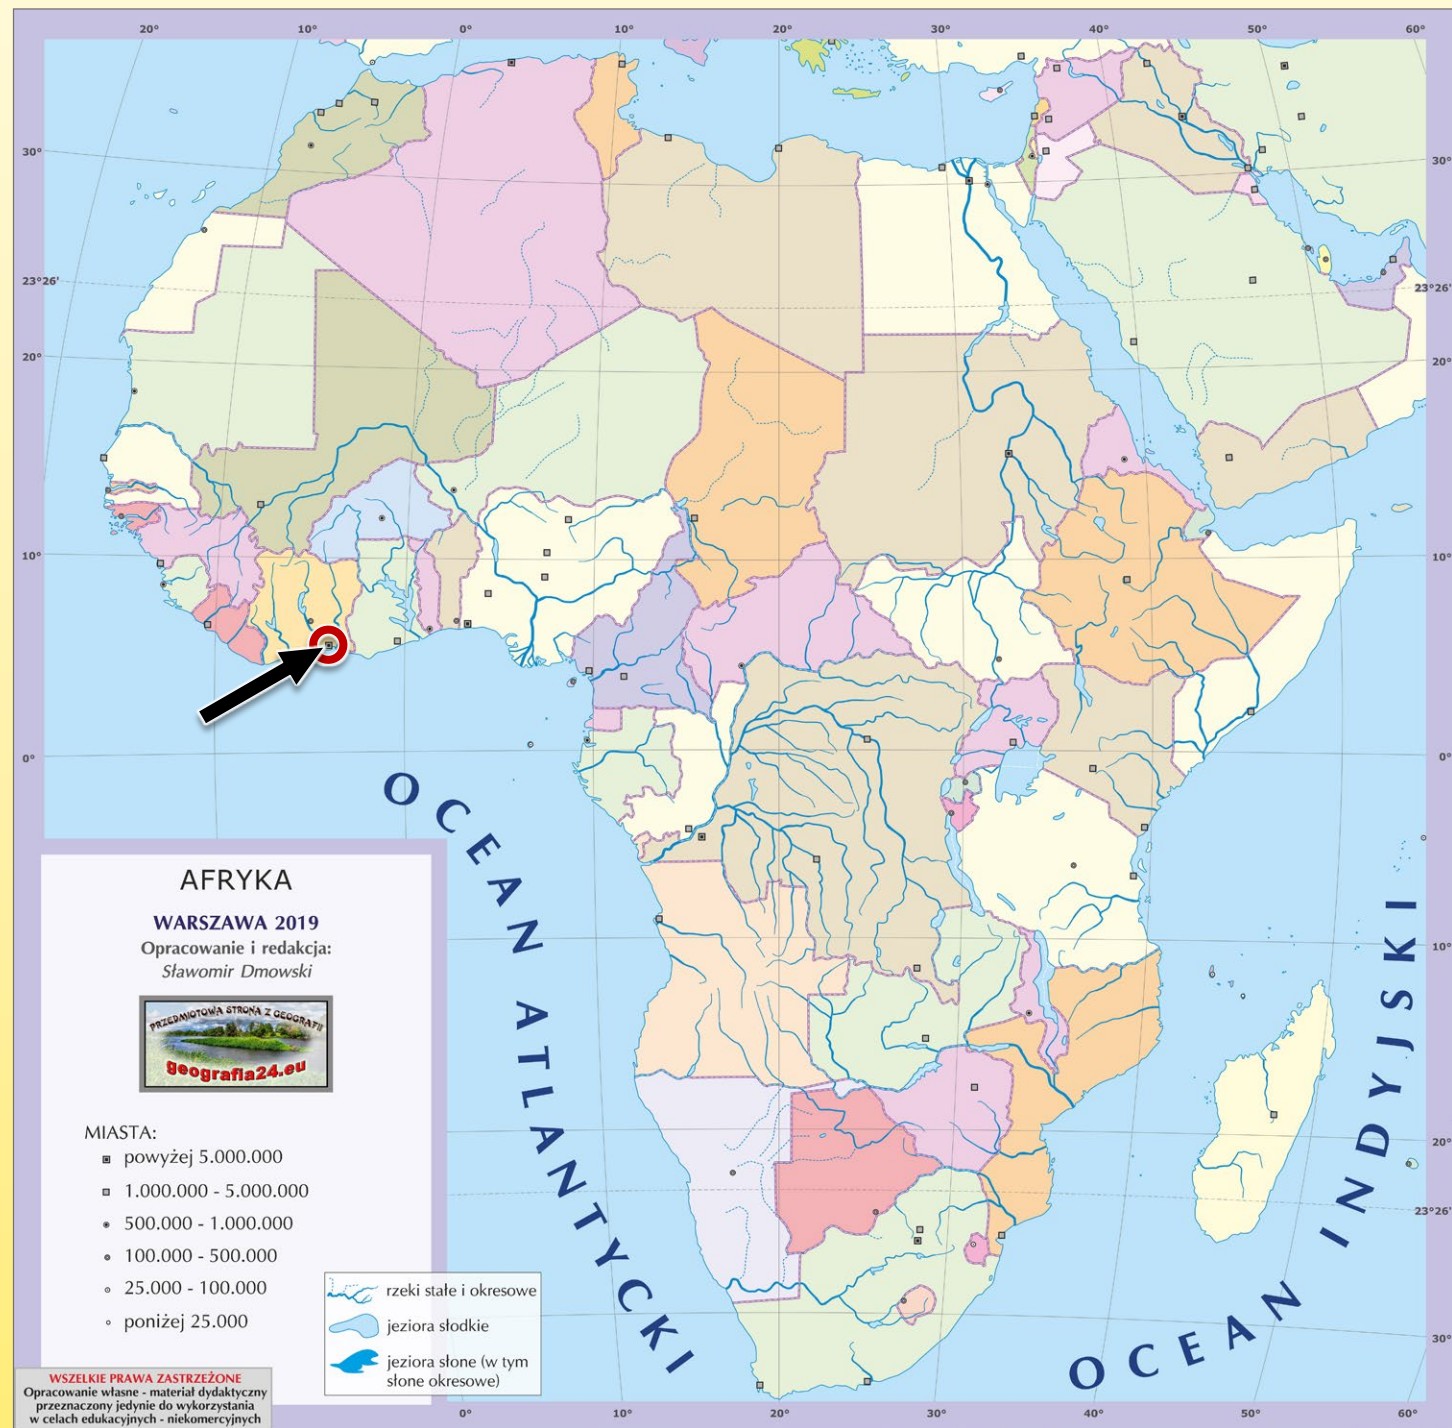 20° 10° 0° 10° 20° 30° 40° 50° 60°
30° 30°
23°26' 23°26'
20° 20°
10° 10°
0° 0°
10°
20°
23°26'
30°
OCEAN ATLANTYCKI
OCEAN INDYJSKI
AFRYKA
WARSZAWA 2019
Opracowanie i redakcja:
Sławomir Dmowski
PRZEDMIOTOWA STRONA Z GEOGRAFII
geografia24.eu
MIASTA:
powyżej 5.000.000
1.000.000 - 5.000.000
500.000 - 1.000.000
100.000 - 500.000
25.000 - 100.000
poniżej 25.000
rzeki stałe i okresowe
jeziora słodkie
jeziora słone (w tym
słone okresowe)
WSZELKIE PRAWA ZASTRZEŻONE
Opracowanie własne - materiał dydaktyczny
przeznaczony jedynie do wykorzystania
w celach edukacyjnych - niekomercyjnych
0° 10° 20° 30° 40° 50° 60°